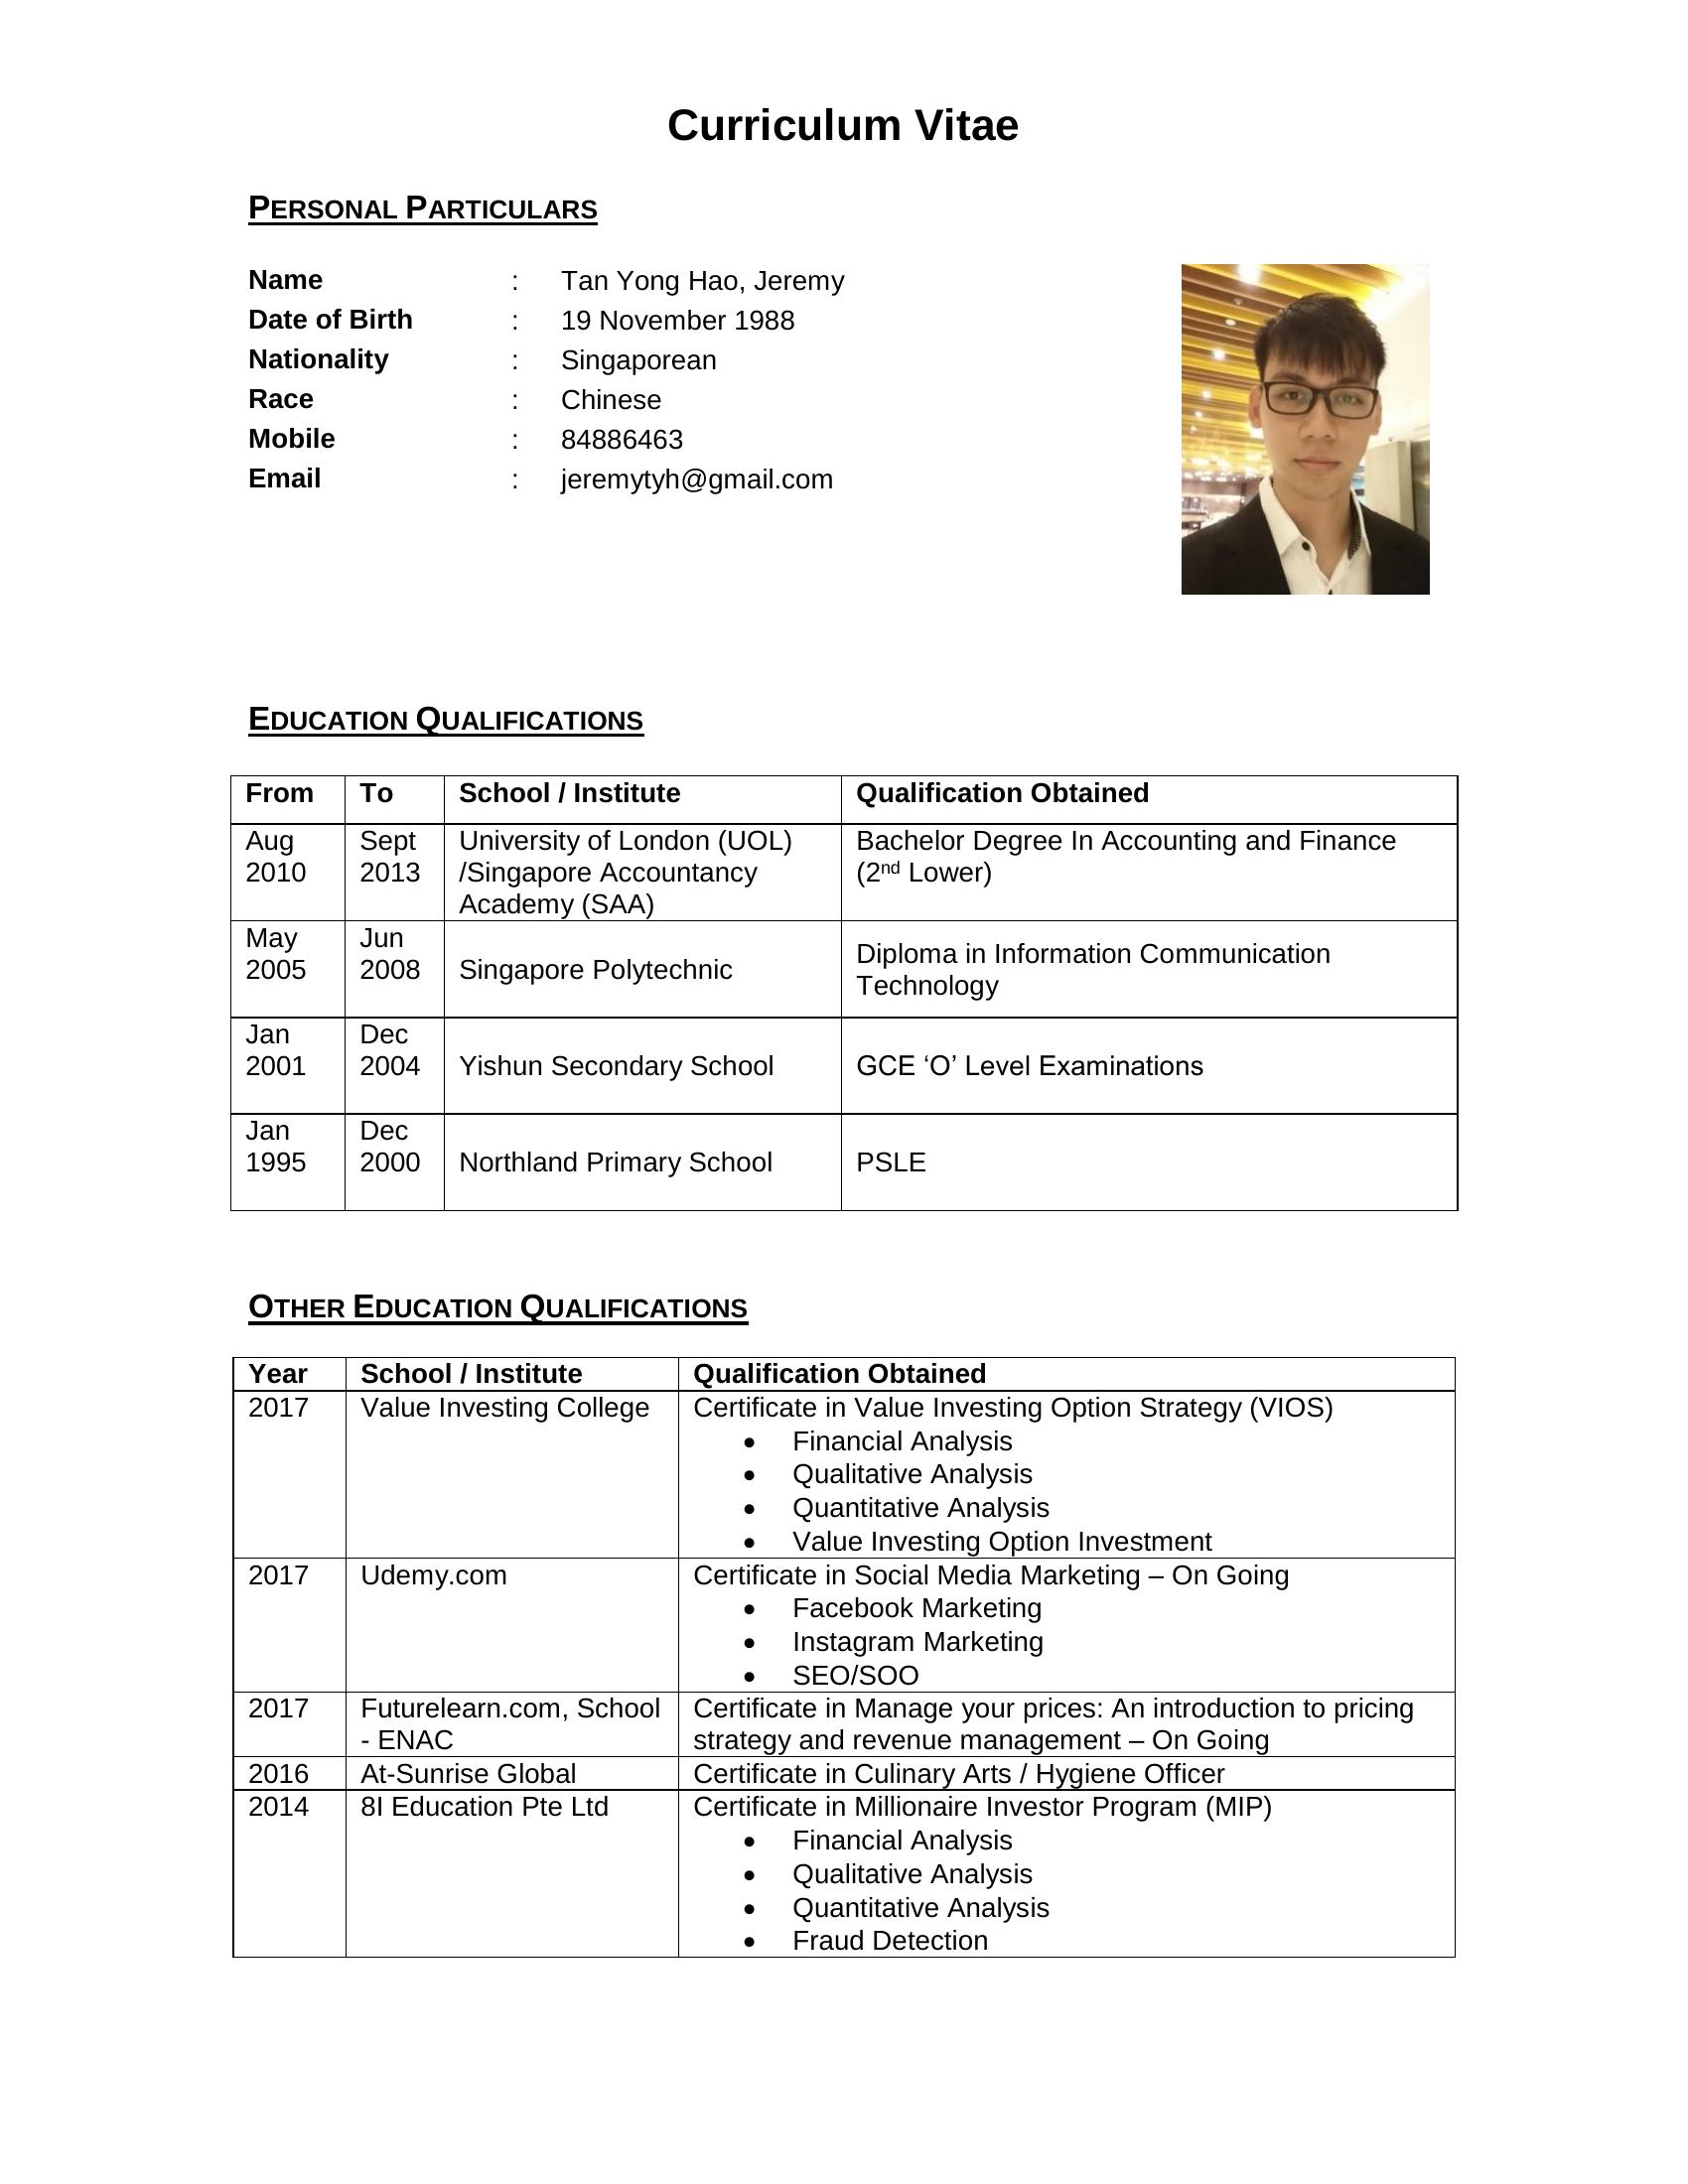 Curriculum Vitae
PERSONAL PARTICULARS
Name : Tan Yong Hao, Jeremy
Date of Birth : 19 November 1988
Nationality : Singaporean
Race : Chinese
Mobile : 84886463
Email : jeremytyh@gmail.com
EDUCATION QUALIFICATIONS
From To School / Institute Qualification Obtained
Aug Sept University of London (UOL) Bachelor Degree In Accounting and Finance
2010 2013 /Singapore Accountancy (2nd Lower)
Academy (SAA)
May Jun Diploma in Information Communication
2005 2008 Singapore Polytechnic Technology
Jan Dec
2001 2004 Yishun Secondary School GCE ‘O’ Level Examinations
Jan Dec
1995 2000 Northland Primary School PSLE
OTHER EDUCATION QUALIFICATIONS
Year School / Institute Qualification Obtained
2017 Value Investing College Certificate in Value Investing Option Strategy (VIOS)
• Financial Analysis
• Qualitative Analysis
• Quantitative Analysis
• Value Investing Option Investment
2017 Udemy.com Certificate in Social Media Marketing – On Going
• Facebook Marketing
• Instagram Marketing
• SEO/SOO
2017 Futurelearn.com, School Certificate in Manage your prices: An introduction to pricing
- ENAC strategy and revenue management – On Going
2016 At-Sunrise Global Certificate in Culinary Arts / Hygiene Officer
2014 8I Education Pte Ltd Certificate in Millionaire Investor Program (MIP)
• Financial Analysis
• Qualitative Analysis
• Quantitative Analysis
• Fraud Detection